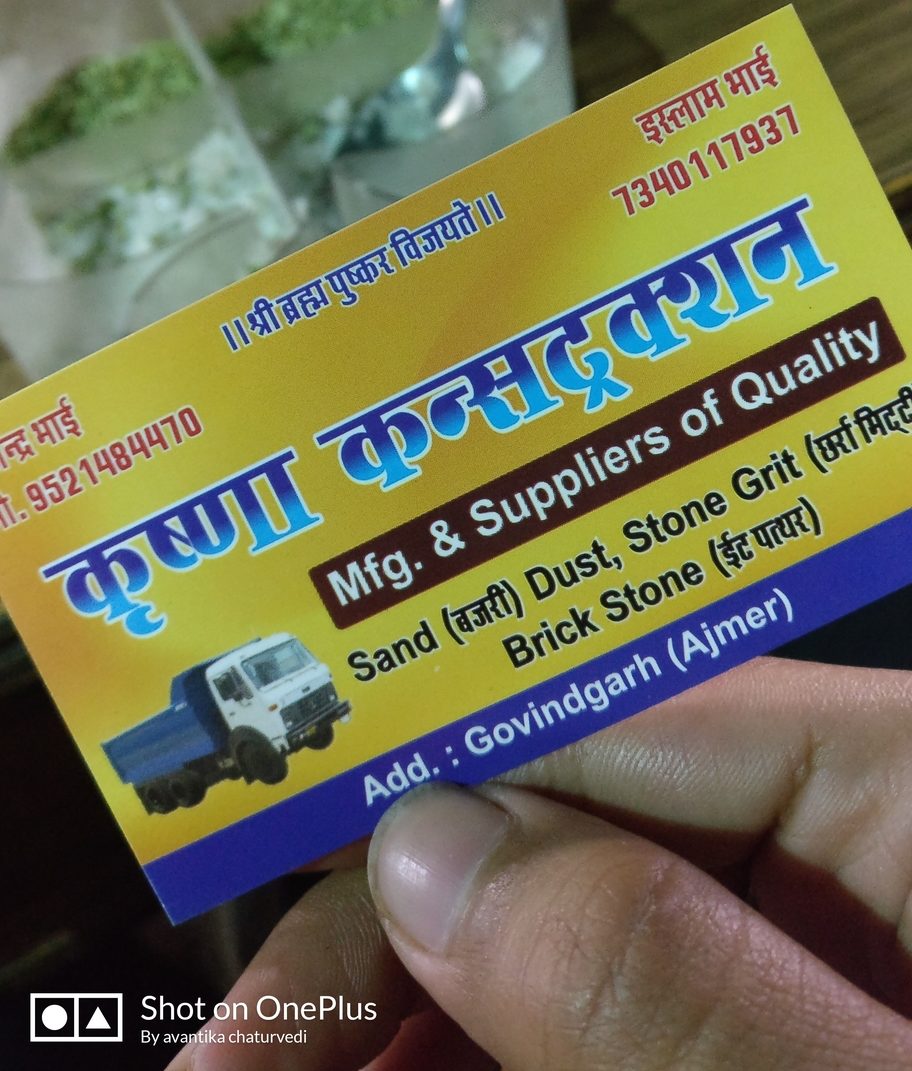 ।। श्री ब्रह्म पुष्कर विजयते ।।
इस्लाम भाई
7340117937
भाई
9521484470
कृष्णा कन्सट्रक्शन
Mfg. & Suppliers of Quality
Sand (बजरी) Dust, Stone Grit (छर्रा मिट्टी
Brick Stone (ईंट पत्थर)
Add. : Govindgarh (Ajmer)
Shot on OnePlus
By avantika chaturvedi